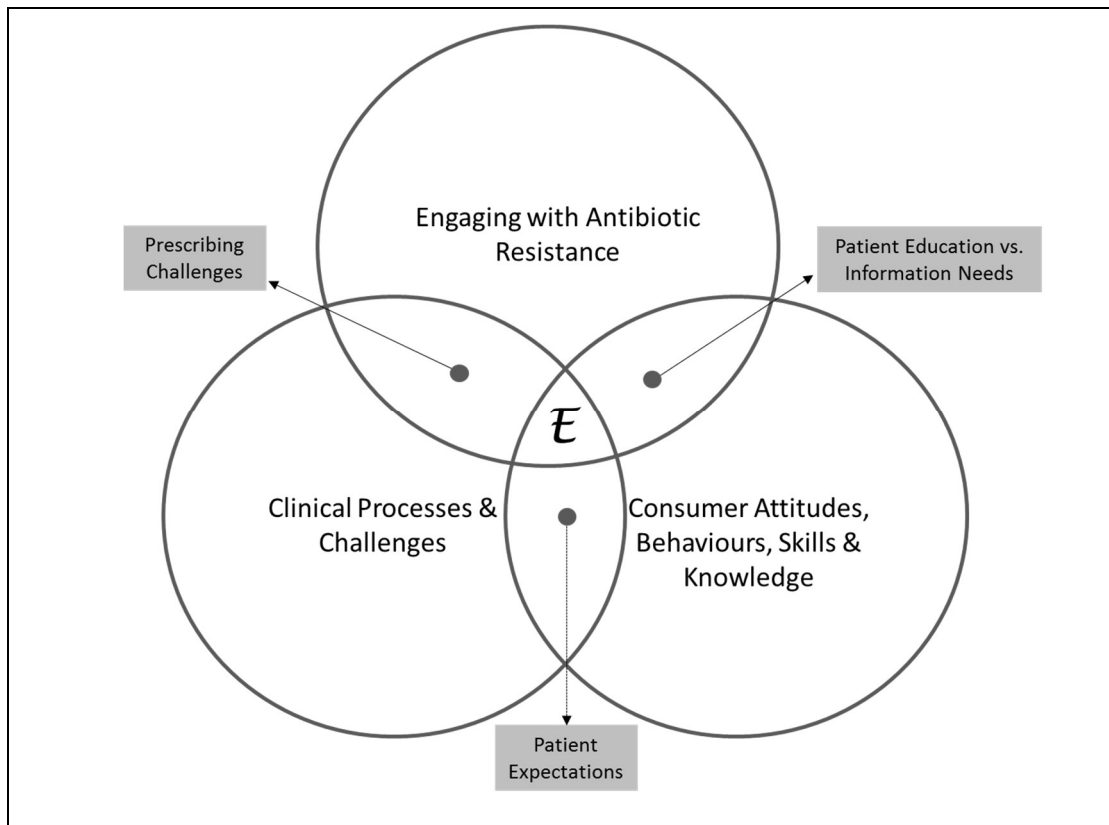 Engaging with Antibiotic
Resistance
Prescribing
Challenges
Patient Education vs.
Information Needs
E
Clinical Processes &
Challenges
Consumer Attitudes,
Behaviours, Skills &
Knowledge
Patient
Expectations